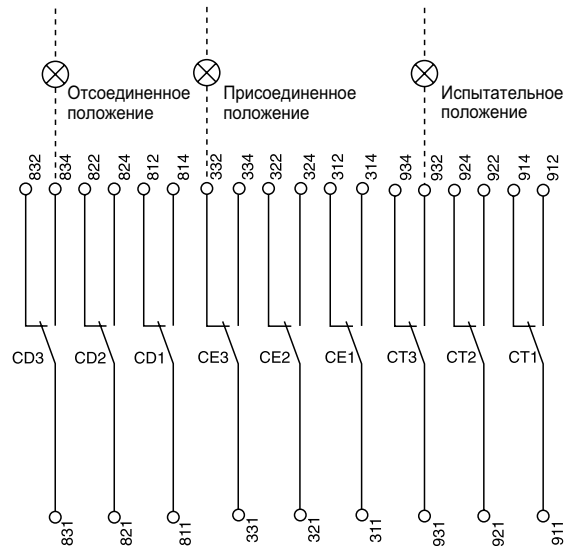 Отсоединенное
положение
Присоединенное
положение
Испытательное
положение
832 834 822 824 812 814 332 334 322 324 312 314 934 932 924 922 914 912
CD3 CD2 CD1 CE3 CE2 CE1 CT3 CT2 CT1
831 821 811 331 321 311 931 921 911